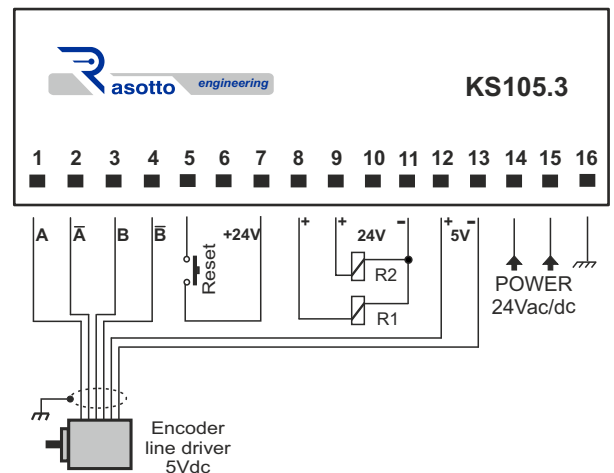 Rasotto engineering
KS105.3
1 2 3 4 5 6 7 8 9 10 11 12 13 14 15 16
A A̅ B B̅ +24V + + 24V - + 5V -
Reset
R2
R1
POWER
24Vac/dc
Encoder
line driver
5Vdc